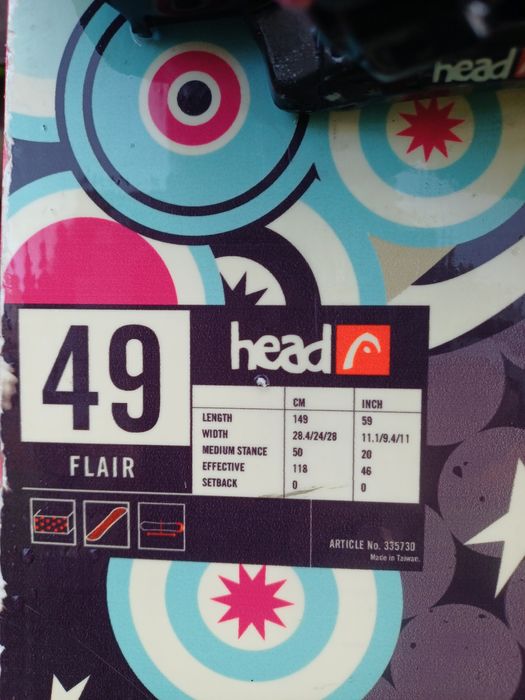 head
49
FLAIR
head
CM INCH
LENGTH 149 59
WIDTH 28.4/24/28 11.1/9.4/11
MEDIUM STANCE 50 20
EFFECTIVE 118 46
SETBACK 0 0
ARTICLE No. 335730
Made in Taiwan.